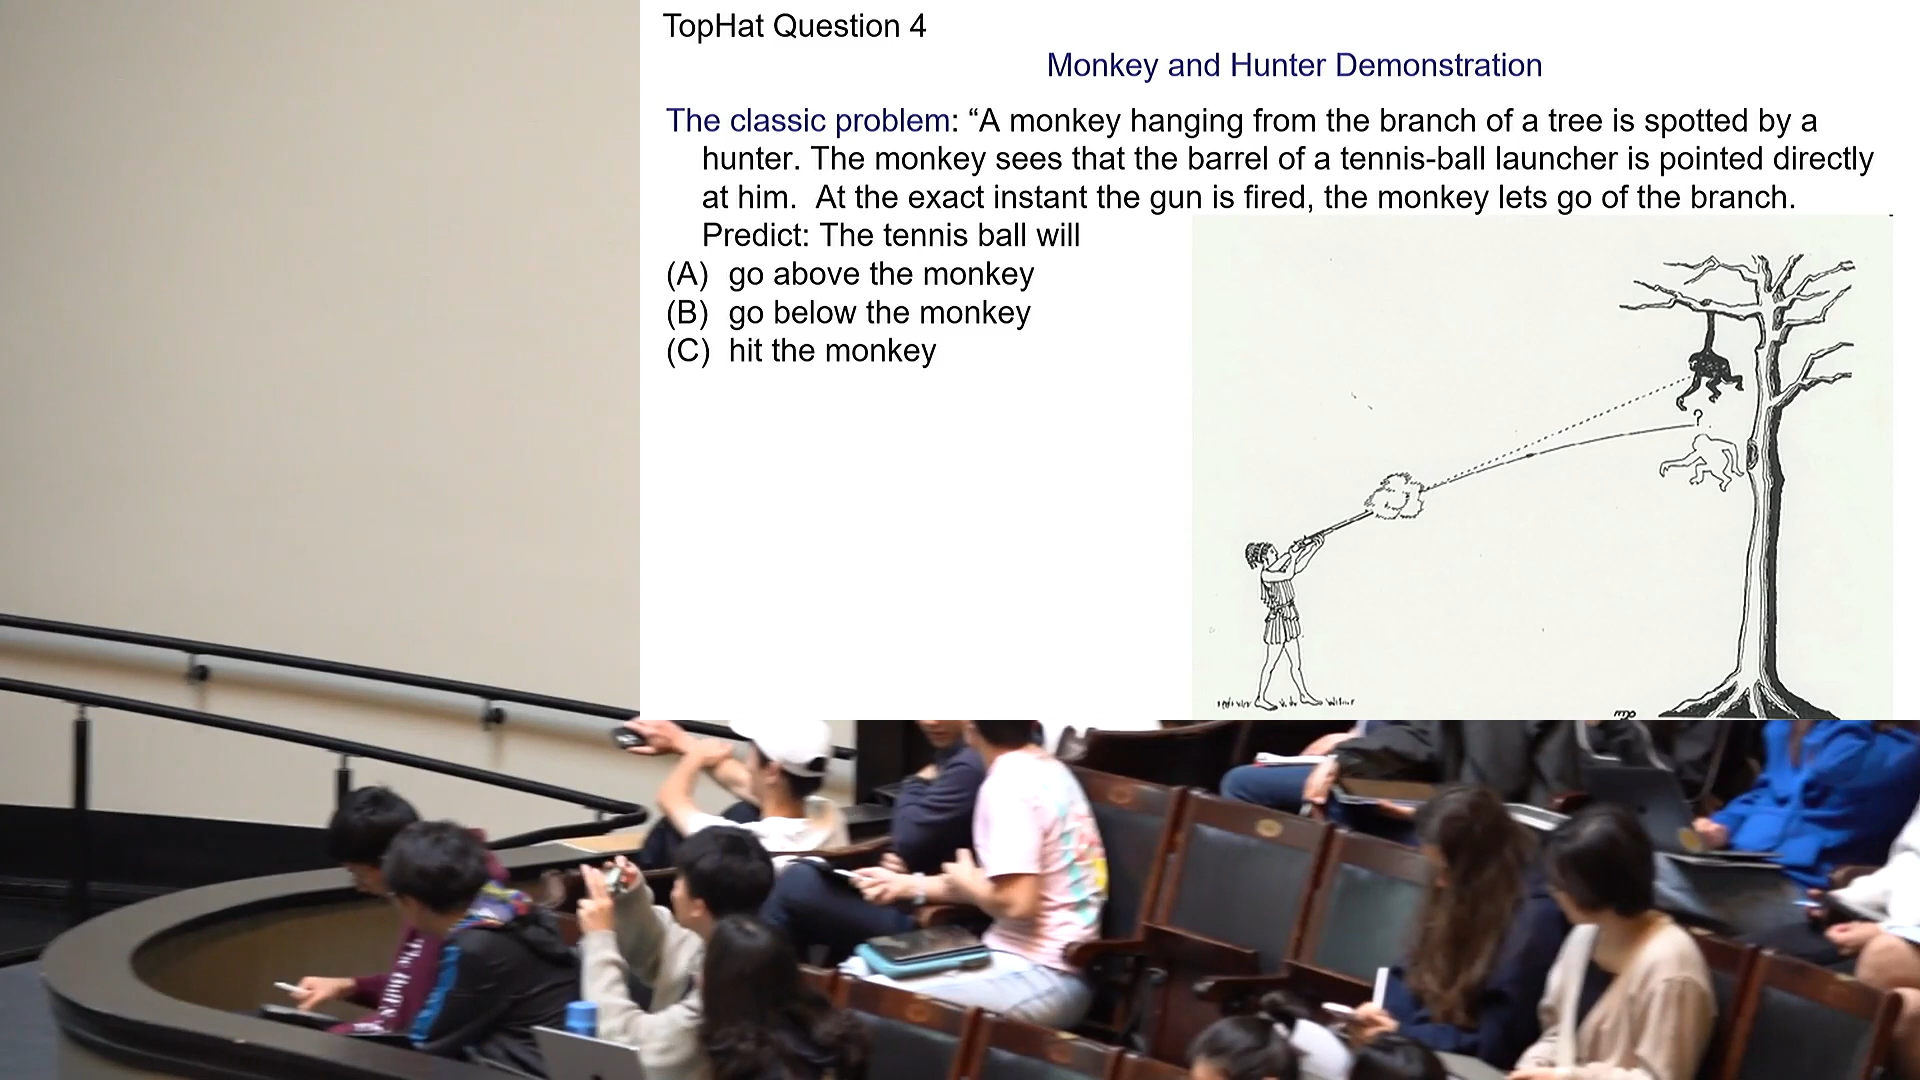 TopHat Question 4
Monkey and Hunter Demonstration
The classic problem: “A monkey hanging from the branch of a tree is spotted by a
hunter. The monkey sees that the barrel of a tennis-ball launcher is pointed directly
at him.  At the exact instant the gun is fired, the monkey lets go of the branch.
Predict: The tennis ball will
(A) go above the monkey
(B) go below the monkey
(C) hit the monkey
?